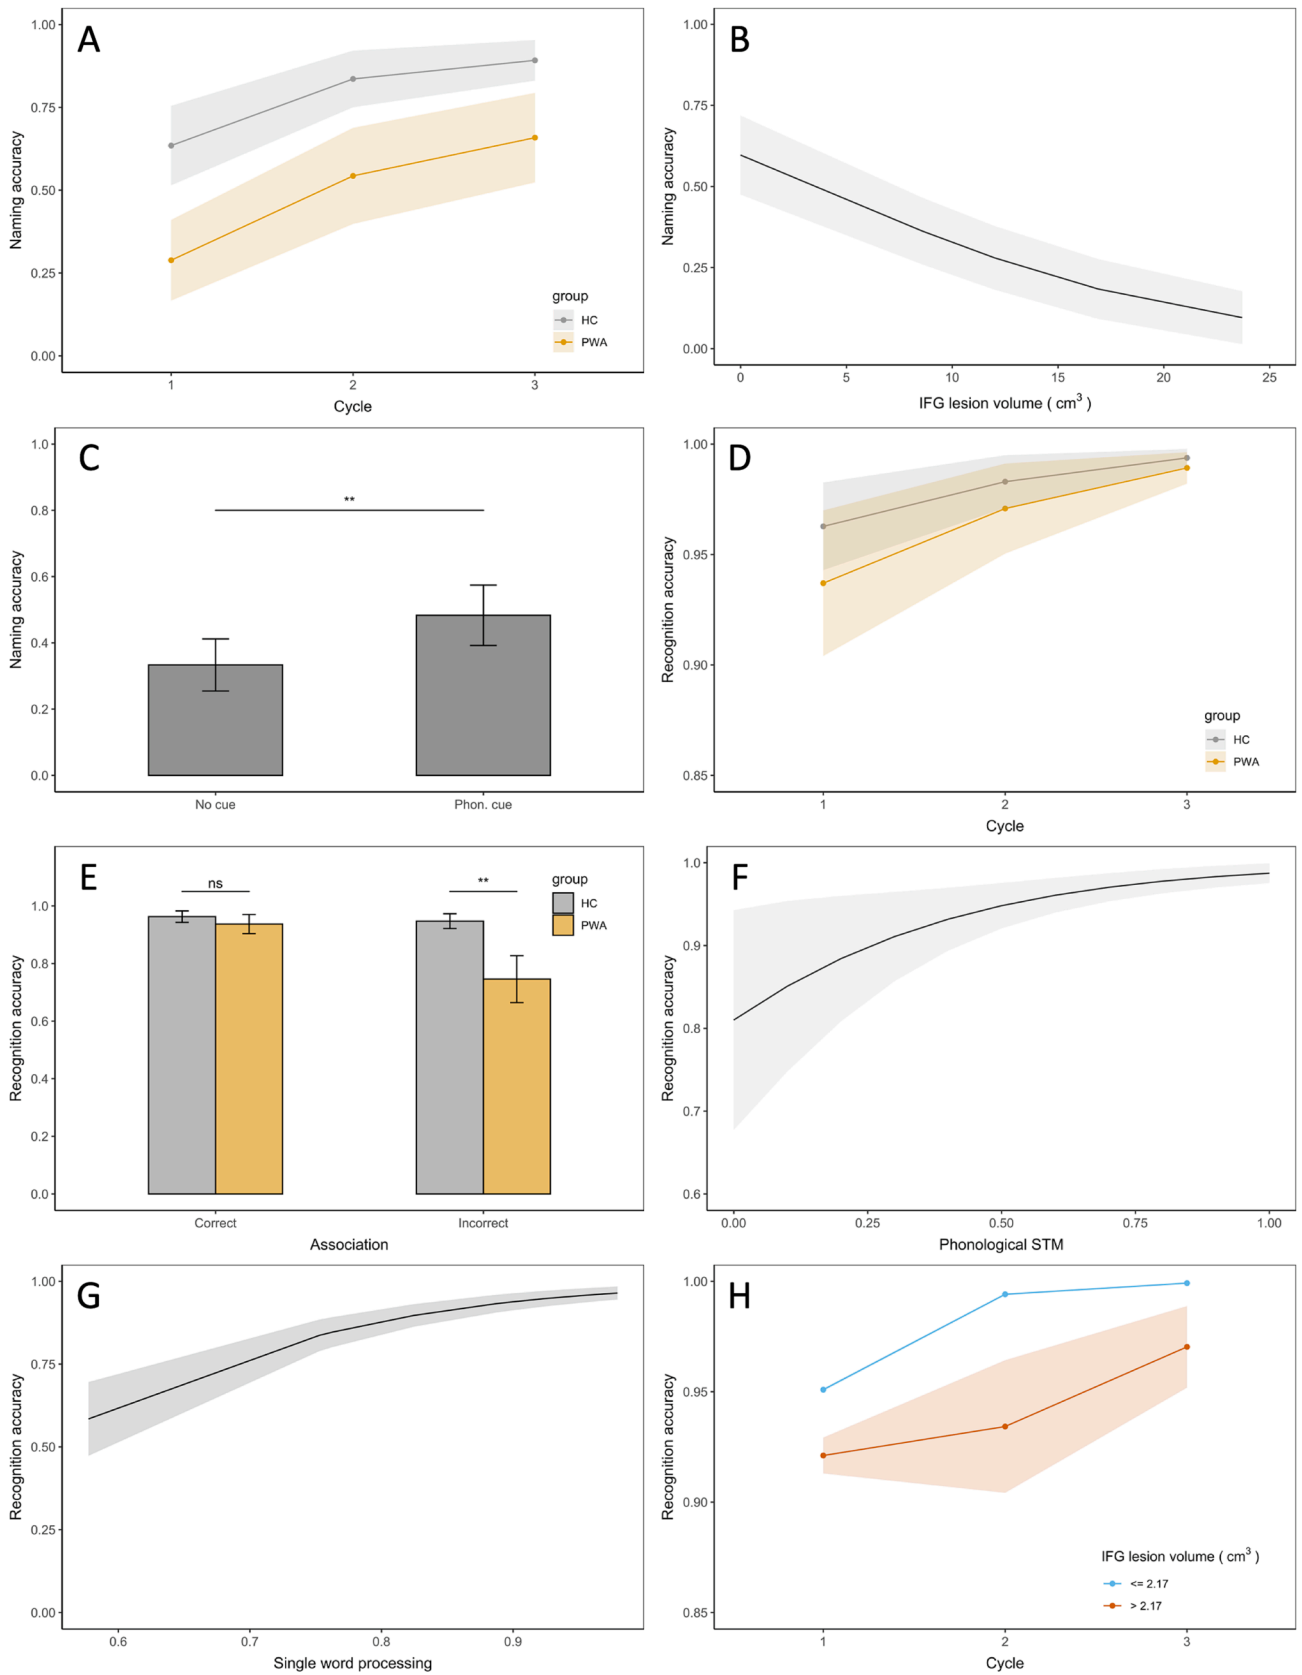 A
1.00
0.75
0.50
0.25
0.00
Naming accuracy
1
2
3
Cycle
group
HC
PWA
B
1.00
0.75
0.50
0.25
0.00
Naming accuracy
0
5
10
15
20
25
IFG lesion volume ( cm³ )
C
1.0
0.8
0.6
0.4
0.2
0.0
Naming accuracy
**
No cue
Phon. cue
D
1.00
0.95
0.90
0.85
Recognition accuracy
1
2
3
Cycle
group
HC
PWA
E
1.0
0.8
0.6
0.4
0.2
0.0
Recognition accuracy
ns
**
group
HC
PWA
Correct
Incorrect
Association
F
1.0
0.9
0.8
0.7
0.6
Recognition accuracy
0.00
0.25
0.50
0.75
1.00
Phonological STM
G
1.00
0.75
0.50
0.25
0.00
Recognition accuracy
0.6
0.7
0.8
0.9
Single word processing
H
1.00
0.95
0.90
0.85
Recognition accuracy
1
2
3
Cycle
IFG lesion volume ( cm³ )
<= 2.17
> 2.17